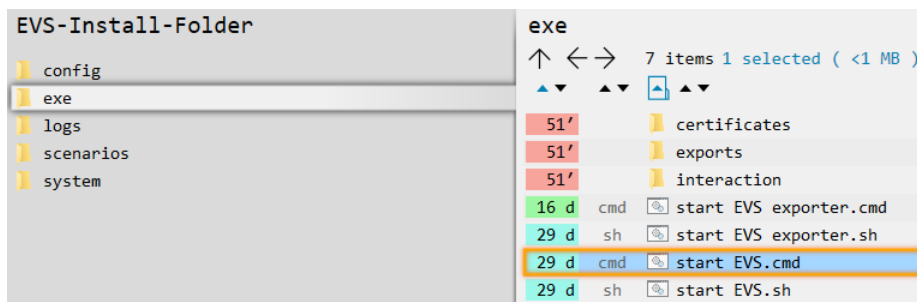 EVS-Install-Folder
config
exe
logs
scenarios
system
exe
7 items 1 selected ( <1 MB )
51′ certificates
51′ exports
51′ interaction
16 d cmd start EVS exporter.cmd
29 d sh start EVS exporter.sh
29 d cmd start EVS.cmd
29 d sh start EVS.sh